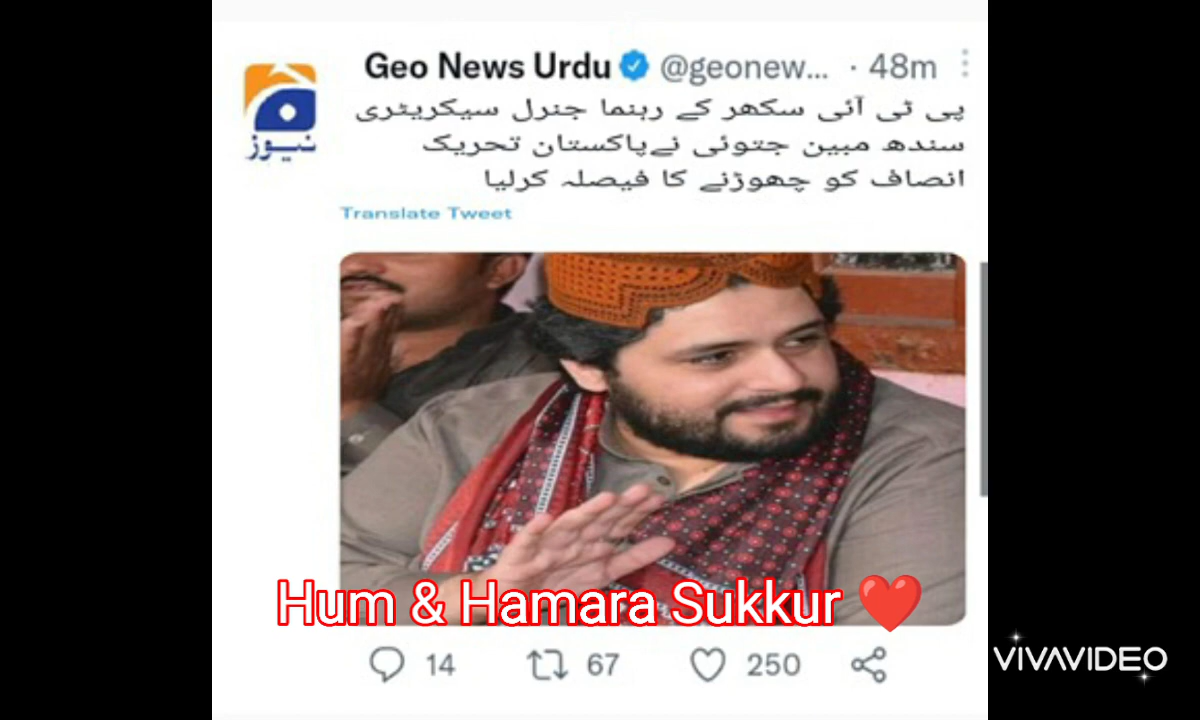 Geo News Urdu @geonew... · 48m
نیوز
پی ٹی آئی سکھر کے رہنما جنرل سیکریٹری
سندھ مبین جتوئی نےپاکستان تحریک
انصاف کو چھوڑنے کا فیصلہ کرلیا
Translate Tweet
Hum & Hamara Sukkur ❤️
14 67 250
VIVAVIDEO